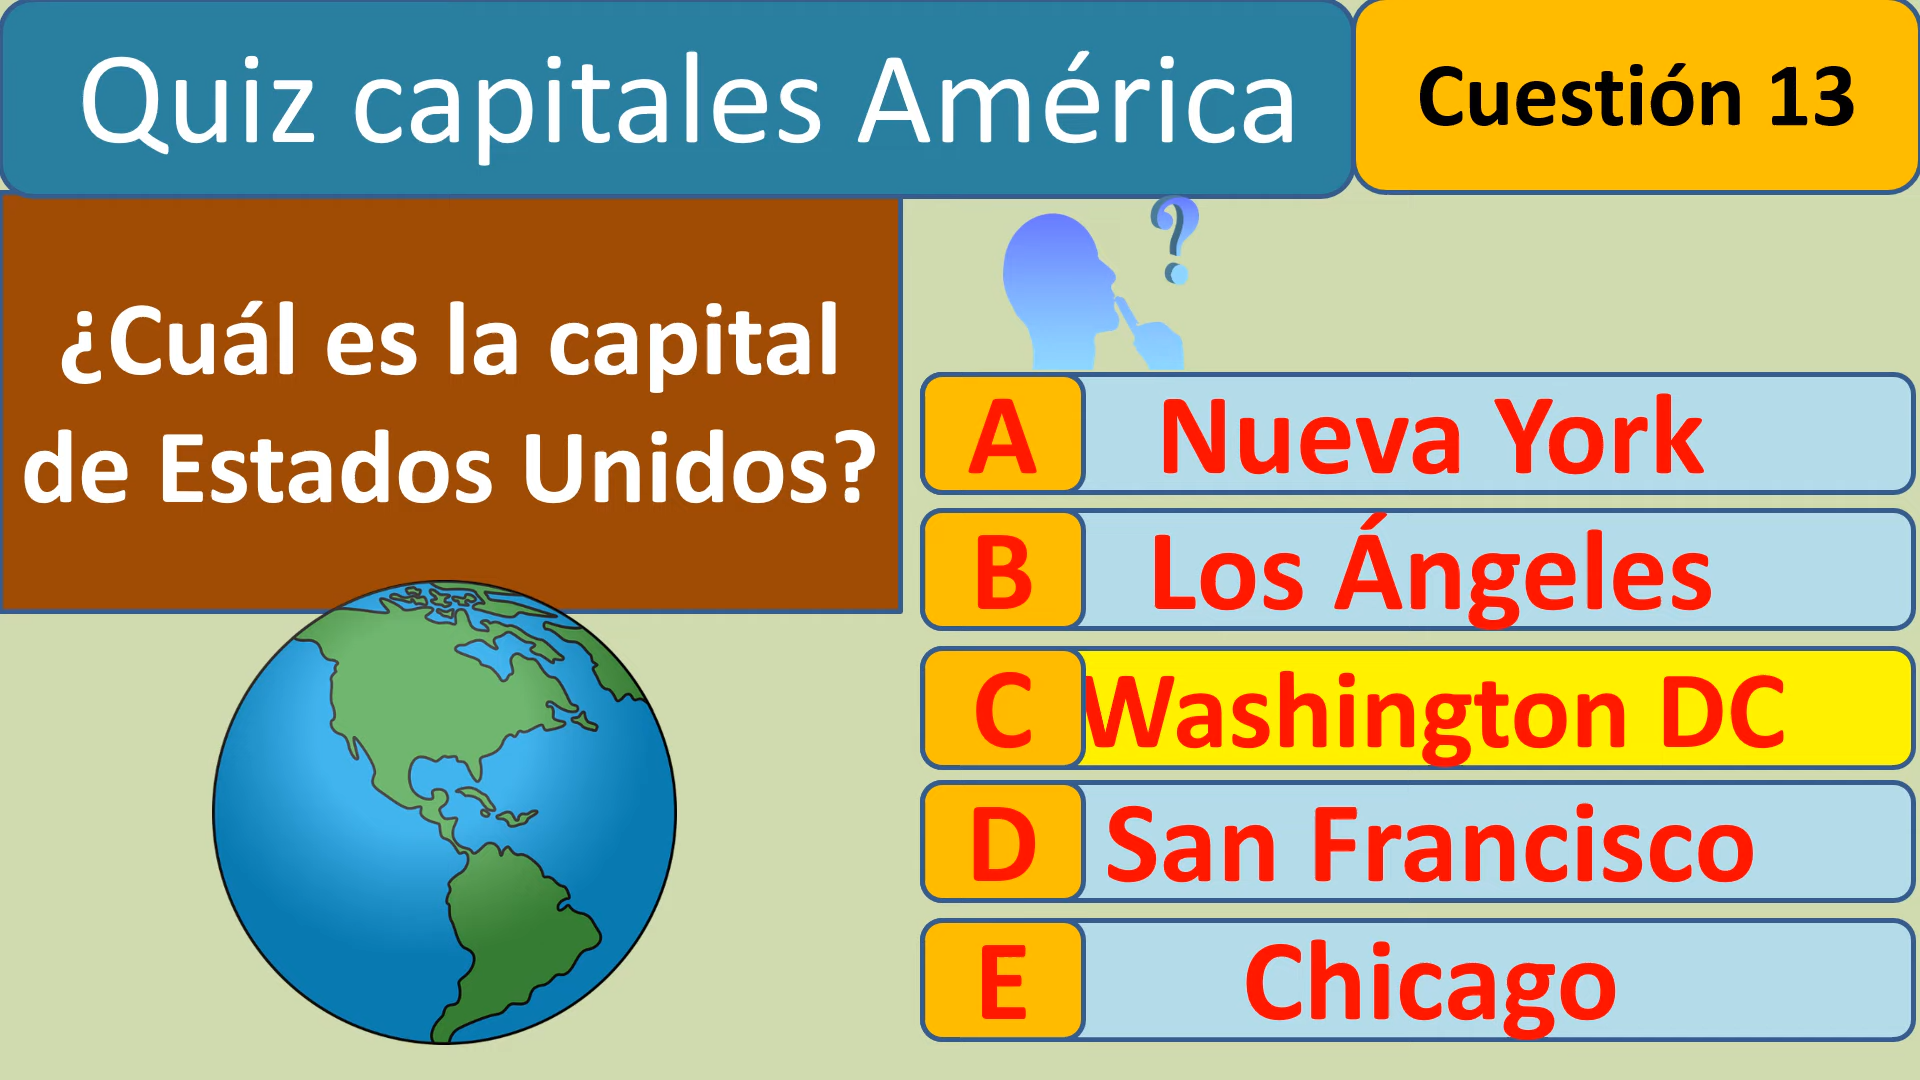 Quiz capitales América
Cuestión 13
¿Cuál es la capital
de Estados Unidos?
?
A Nueva York
B Los Ángeles
C Washington DC
D San Francisco
E Chicago